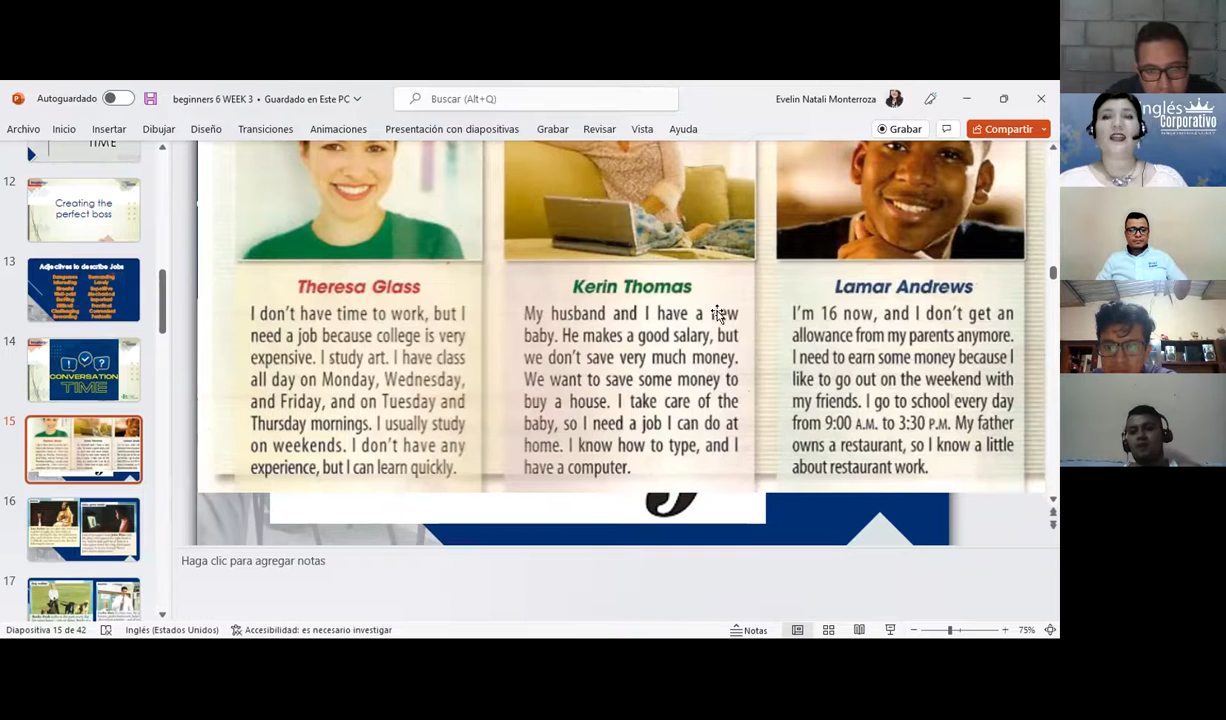 Autoguardado
beginners 6 WEEK 3 • Guardado en Este PC
Buscar (Alt+Q)
Evelin Natali Monterroza
Archivo Inicio Insertar Dibujar Diseño Transiciones Animaciones Presentación con diapositivas Grabar Revisar Vista Ayuda
Grabar
Compartir
TIME
12
Creating the
perfect boss
13
Adjectives to describe Jobs
14
CONVERSATION
TIME
15
16
17
Theresa Glass
I don't have time to work, but I
need a job because college is very
expensive. I study art. I have class
all day on Monday, Wednesday,
and Friday, and on Tuesday and
Thursday mornings. I usually study
on weekends. I don't have any
experience, but I can learn quickly.
Kerin Thomas
My husband and I have a new
baby. He makes a good salary, but
we don't save very much money.
We want to save some money to
buy a house. I take care of the
baby, so I need a job I can do at
home. I know how to type, and I
have a computer.
Lamar Andrews
I'm 16 now, and I don't get an
allowance from my parents anymore.
I need to earn some money because I
like to go out on the weekend with
my friends. I go to school every day
from 9:00 A.M. to 3:30 P.M. My father
owns restaurant, so I know a little
about restaurant work.
Haga clic para agregar notas
Diapositiva 15 de 42
Inglés (Estados Unidos)
Accesibilidad: es necesario investigar
Notas
75%
Inglés
Corporativo